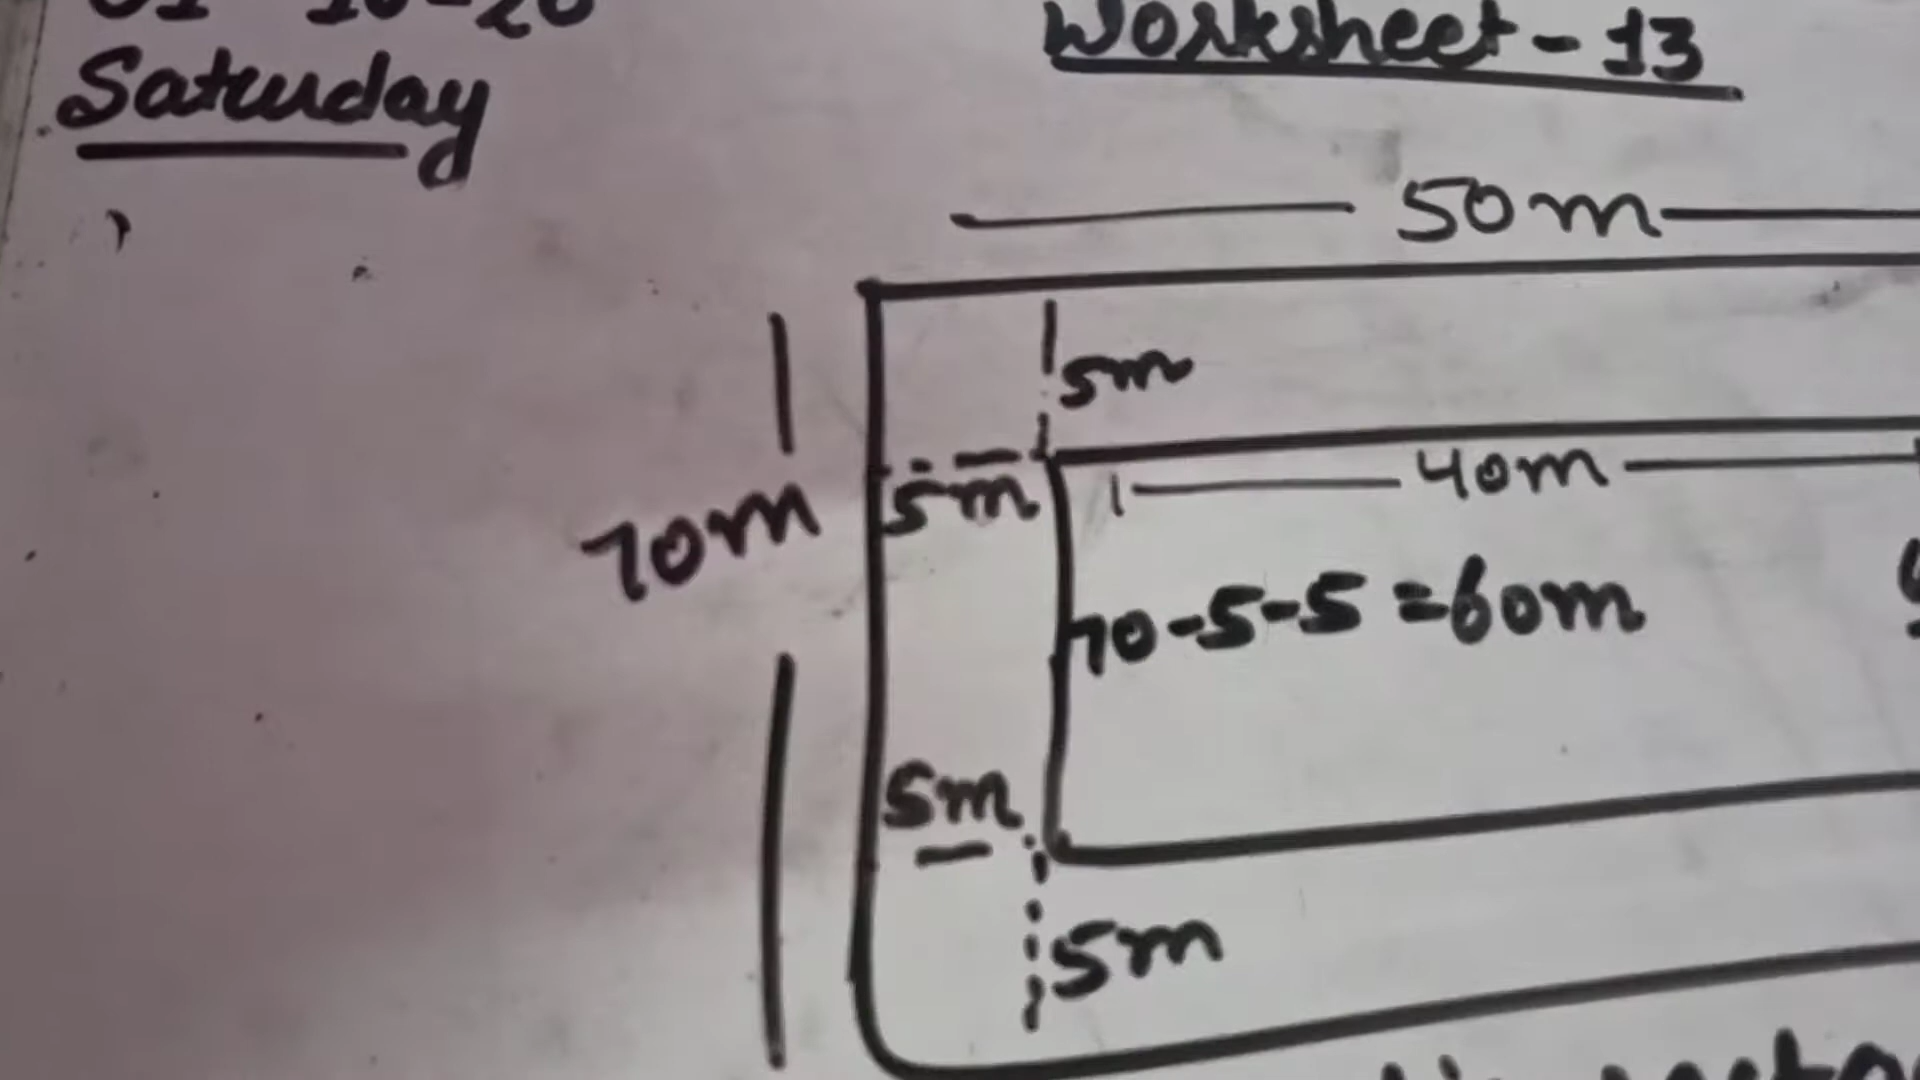 Saturday
Worksheet - 13
50m
5m
5m
40m
70m
70-5-5=60m
5m
5m